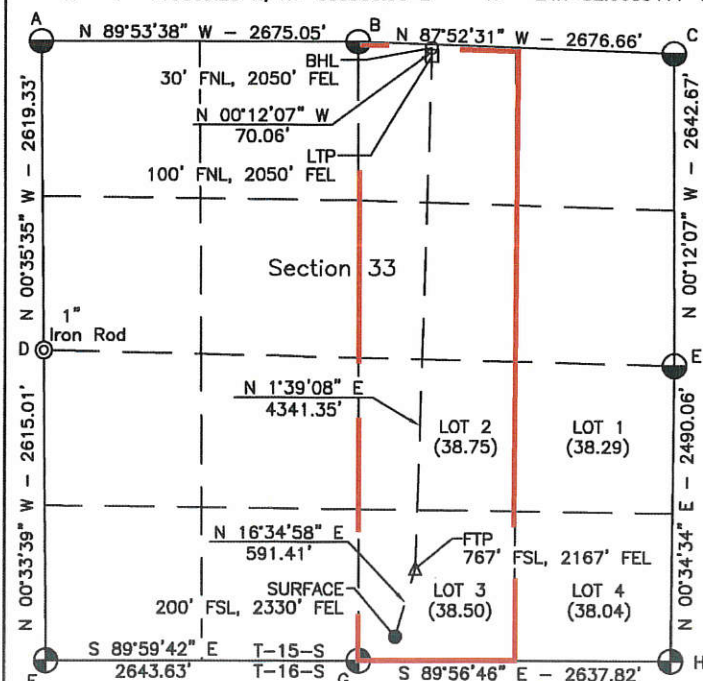 A
N 89°53'38" W - 2675.05'
B
N 87°52'31" W - 2676.66'
C
BHL
30' FNL, 2050' FEL
N 00°12'07" W
70.06'
LTP
100' FNL, 2050' FEL
N 00°35'35" W - 2619.33'
N 00°12'07" W - 2642.67'
Section 33
1"
Iron Rod
D
E
N 1°39'08" E
4341.35'
LOT 2
(38.75)
LOT 1
(38.29)
N 00°33'39" W - 2615.01'
N 00°34'34" E - 2490.06'
N 16°34'58" E
591.41'
FTP
767' FSL, 2167' FEL
SURFACE
200' FSL, 2330' FEL
LOT 3
(38.50)
LOT 4
(38.04)
S 89°59'42" E
T-15-S
2643.63'
T-16-S
S 89°56'46" E - 2637.82'
H